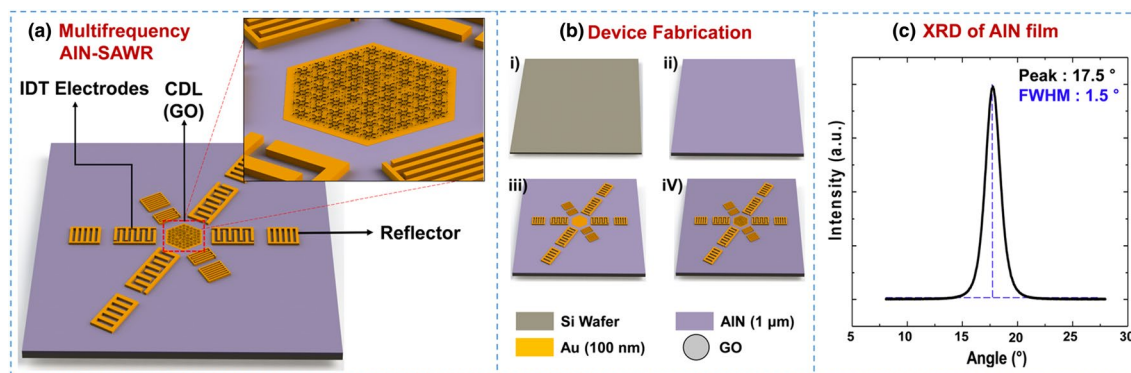 (a) Multifrequency
AlN-SAWR
IDT Electrodes
CDL
(GO)
Reflector
(b) Device Fabrication
i)
ii)
iii)
iV)
Si Wafer
AlN (1 μm)
Au (100 nm)
GO
(c) XRD of AlN film
Peak : 17.5 °
FWHM : 1.5 °
Intensity (a.u.)
5 10 15 20 25 30
Angle (°)